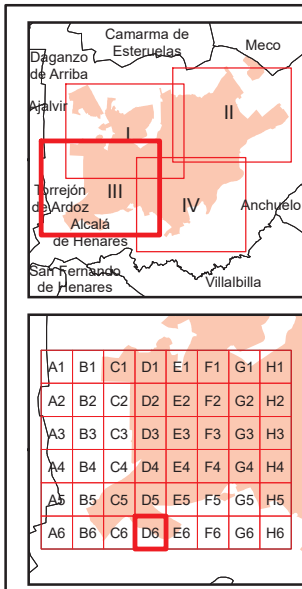 Camarma de
Esteruelas
Meco
Daganzo
de Arriba
Ajalvir
II
I
Torrejón
de Ardoz
III
IV
Anchuelo
Alcalá
de Henares
San Fernando
de Henares
Villalbilla
A1 B1 C1 D1 E1 F1 G1 H1
A2 B2 C2 D2 E2 F2 G2 H2
A3 B3 C3 D3 E3 F3 G3 H3
A4 B4 C4 D4 E4 F4 G4 H4
A5 B5 C5 D5 E5 F5 G5 H5
A6 B6 C6 D6 E6 F6 G6 H6